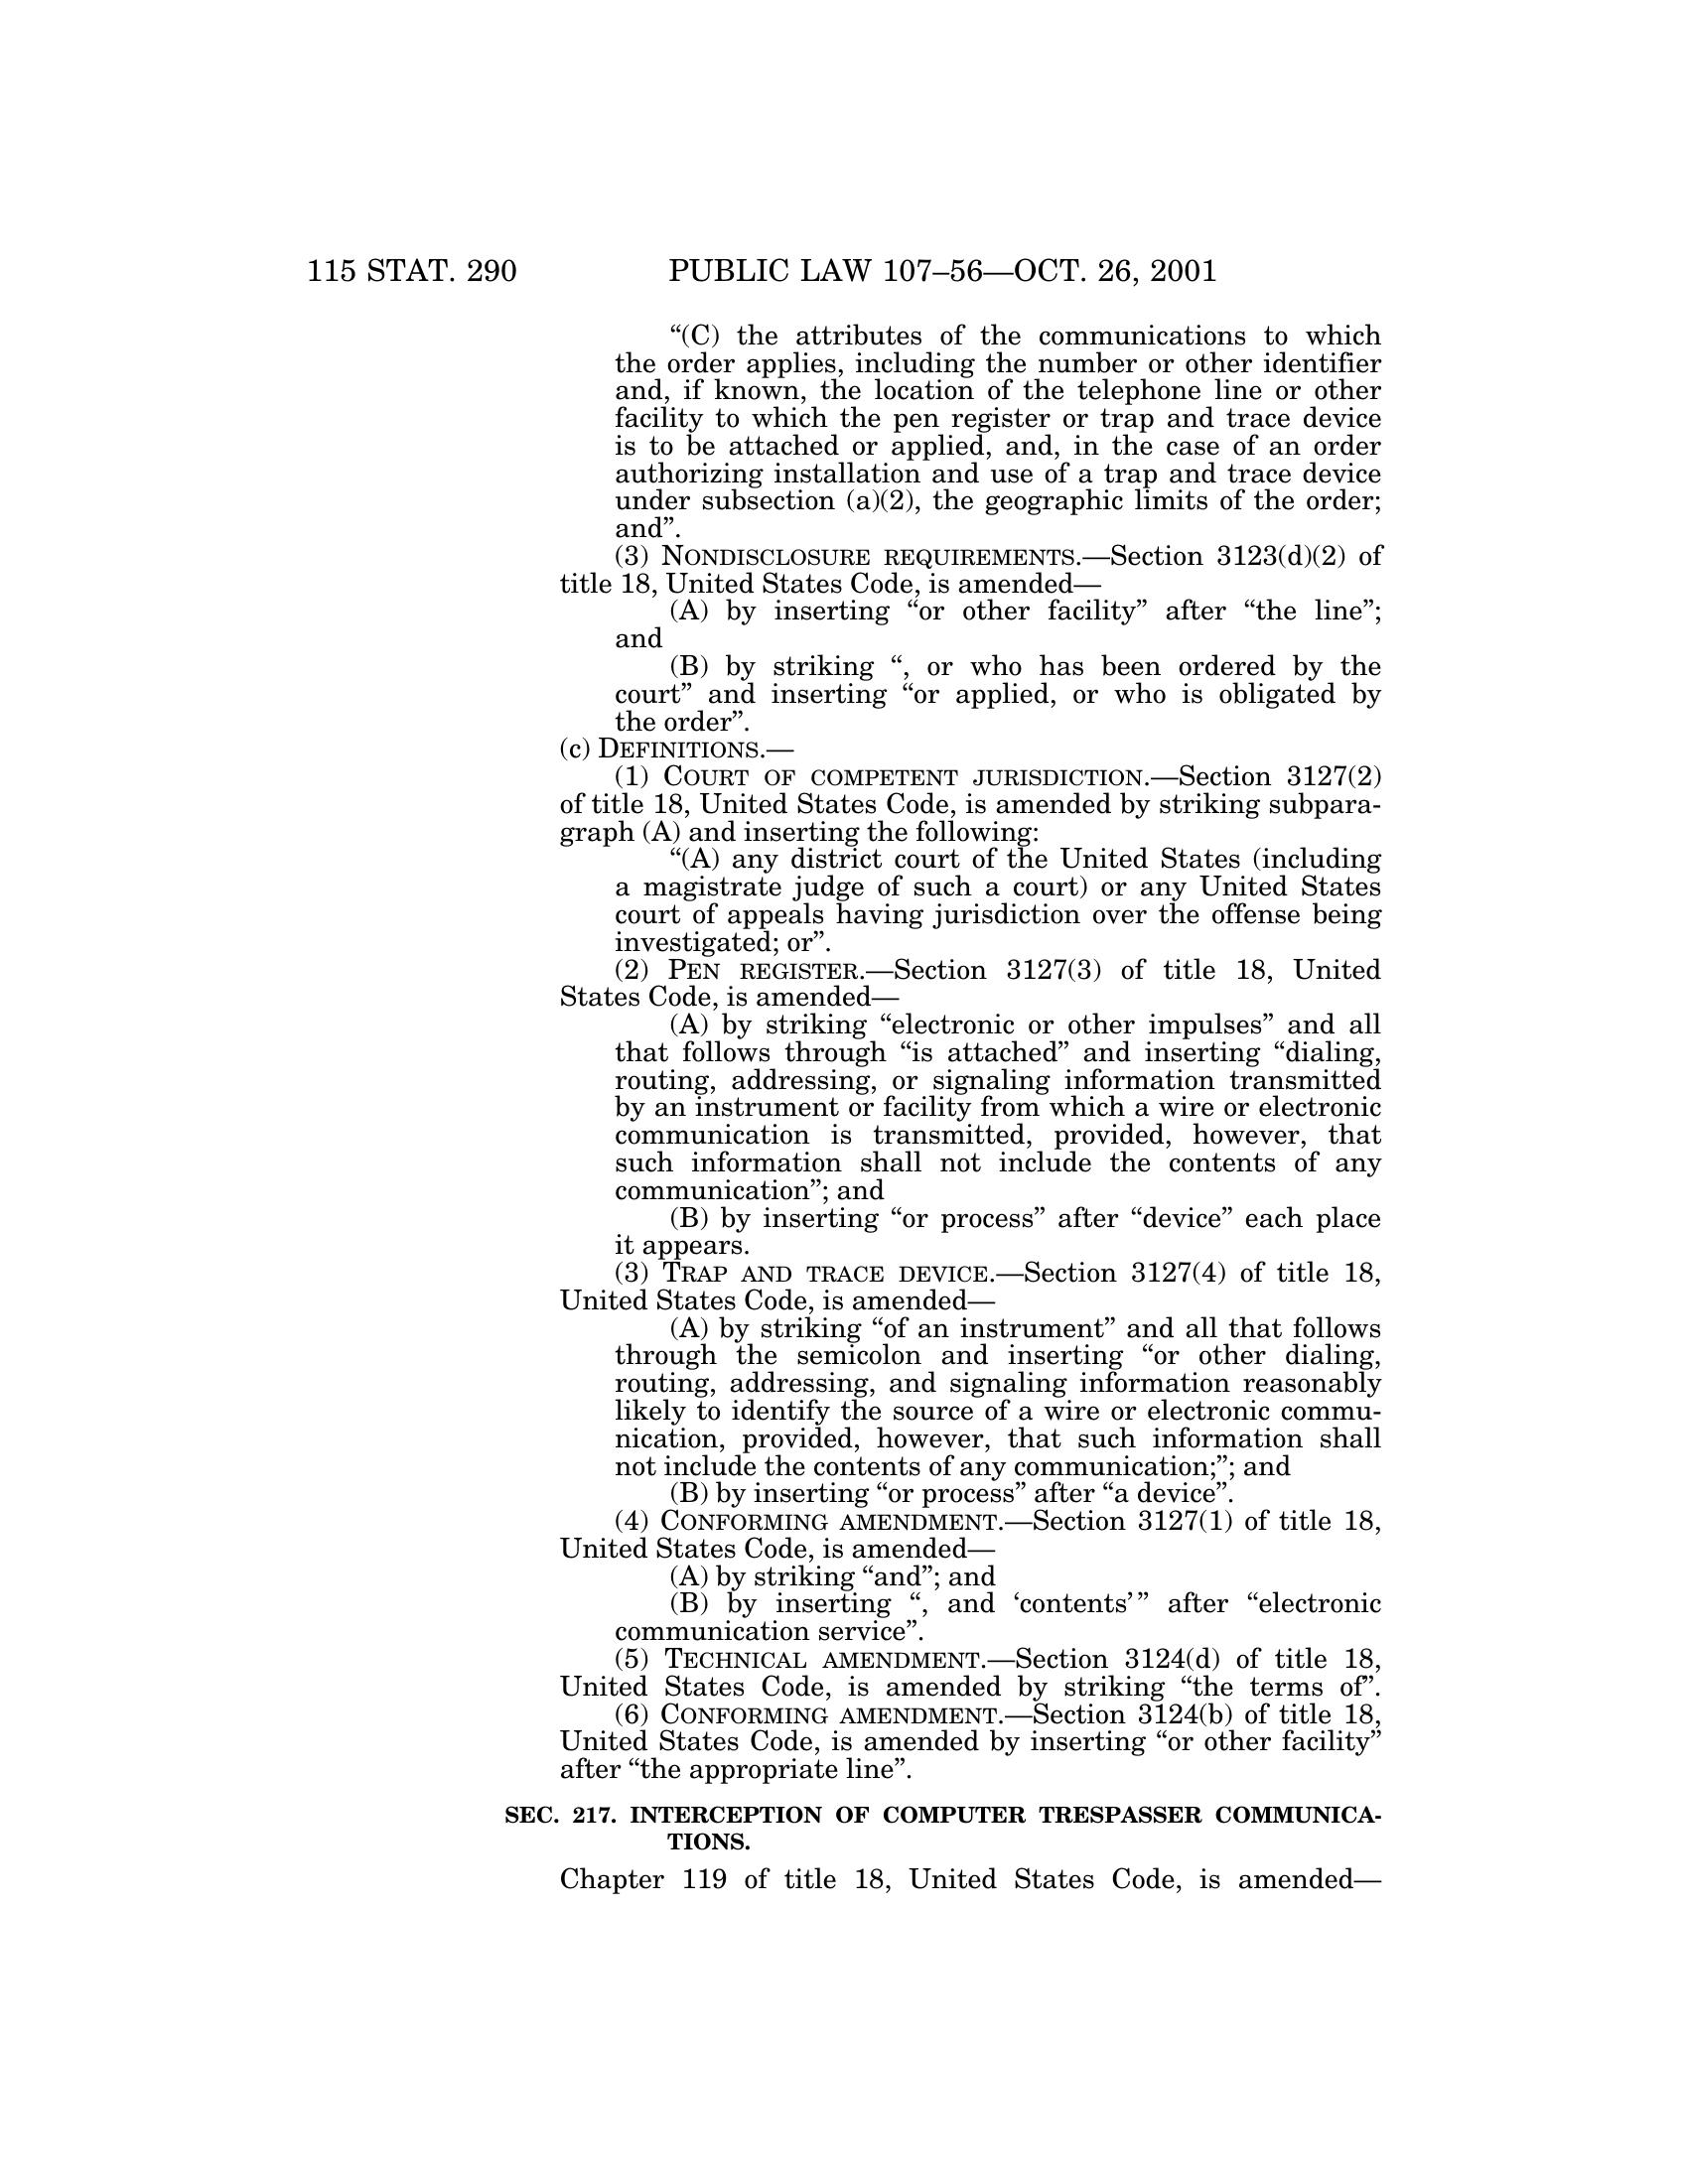 115 STAT. 290 PUBLIC LAW 107–56—OCT. 26, 2001
“(C) the attributes of the communications to which
the order applies, including the number or other identifier
and, if known, the location of the telephone line or other
facility to which the pen register or trap and trace device
is to be attached or applied, and, in the case of an order
authorizing installation and use of a trap and trace device
under subsection (a)(2), the geographic limits of the order;
and”.
(3) NONDISCLOSURE REQUIREMENTS.—Section 3123(d)(2) of
title 18, United States Code, is amended—
(A) by inserting “or other facility” after “the line”;
and
(B) by striking “, or who has been ordered by the
court” and inserting “or applied, or who is obligated by
the order”.
(c) DEFINITIONS.—
(1) COURT OF COMPETENT JURISDICTION.—Section 3127(2)
of title 18, United States Code, is amended by striking subpara-
graph (A) and inserting the following:
“(A) any district court of the United States (including
a magistrate judge of such a court) or any United States
court of appeals having jurisdiction over the offense being
investigated; or”.
(2) PEN REGISTER.—Section 3127(3) of title 18, United
States Code, is amended—
(A) by striking “electronic or other impulses” and all
that follows through “is attached” and inserting “dialing,
routing, addressing, or signaling information transmitted
by an instrument or facility from which a wire or electronic
communication is transmitted, provided, however, that
such information shall not include the contents of any
communication”; and
(B) by inserting “or process” after “device” each place
it appears.
(3) TRAP AND TRACE DEVICE.—Section 3127(4) of title 18,
United States Code, is amended—
(A) by striking “of an instrument” and all that follows
through the semicolon and inserting “or other dialing,
routing, addressing, and signaling information reasonably
likely to identify the source of a wire or electronic commu-
nication, provided, however, that such information shall
not include the contents of any communication;”; and
(B) by inserting “or process” after “a device”.
(4) CONFORMING AMENDMENT.—Section 3127(1) of title 18,
United States Code, is amended—
(A) by striking “and”; and
(B) by inserting “, and ‘contents’” after “electronic
communication service”.
(5) TECHNICAL AMENDMENT.—Section 3124(d) of title 18,
United States Code, is amended by striking “the terms of”.
(6) CONFORMING AMENDMENT.—Section 3124(b) of title 18,
United States Code, is amended by inserting “or other facility”
after “the appropriate line”.
SEC. 217. INTERCEPTION OF COMPUTER TRESPASSER COMMUNICA-
TIONS.
Chapter 119 of title 18, United States Code, is amended—